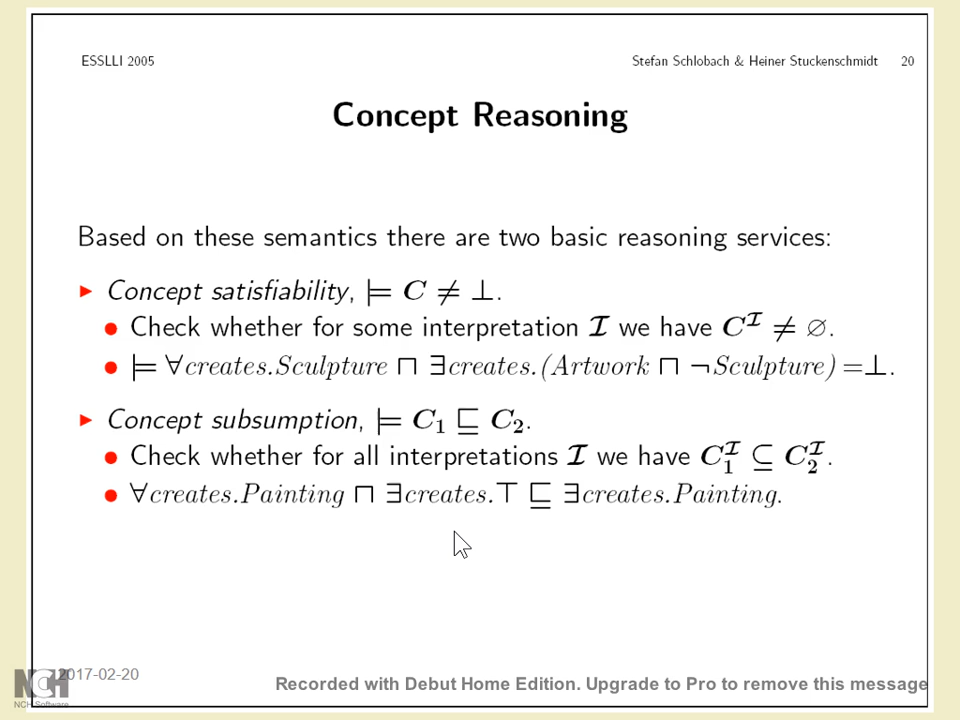 ESSLLI 2005 Stefan Schlobach & Heiner Stuckenschmidt 20
Concept Reasoning
Based on these semantics there are two basic reasoning services:
▶ Concept satisfiability, ⊨ C ≠ ⊥.
● Check whether for some interpretation 𝓘 we have C^𝓘 ≠ ∅.
● ⊨ ∀creates.Sculpture ⊓ ∃creates.(Artwork ⊓ ¬Sculpture) =⊥.
▶ Concept subsumption, ⊨ C₁ ⊑ C₂.
● Check whether for all interpretations 𝓘 we have C₁^𝓘 ⊆ C₂^𝓘.
● ∀creates.Painting ⊓ ∃creates.⊤ ⊑ ∃creates.Painting.
2017-02-20
NCH
NCH Software
Recorded with Debut Home Edition. Upgrade to Pro to remove this message